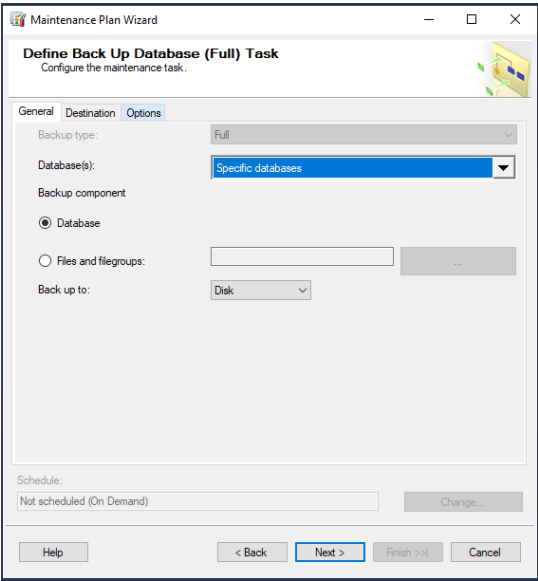 Maintenance Plan Wizard
Define Back Up Database (Full) Task
Configure the maintenance task.
General Destination Options
Backup type: Full
Database(s): Specific databases
Backup component
Database
Files and filegroups: ...
Back up to: Disk
Schedule:
Not scheduled (On Demand) Change...
Help < Back Next > Finish >>| Cancel